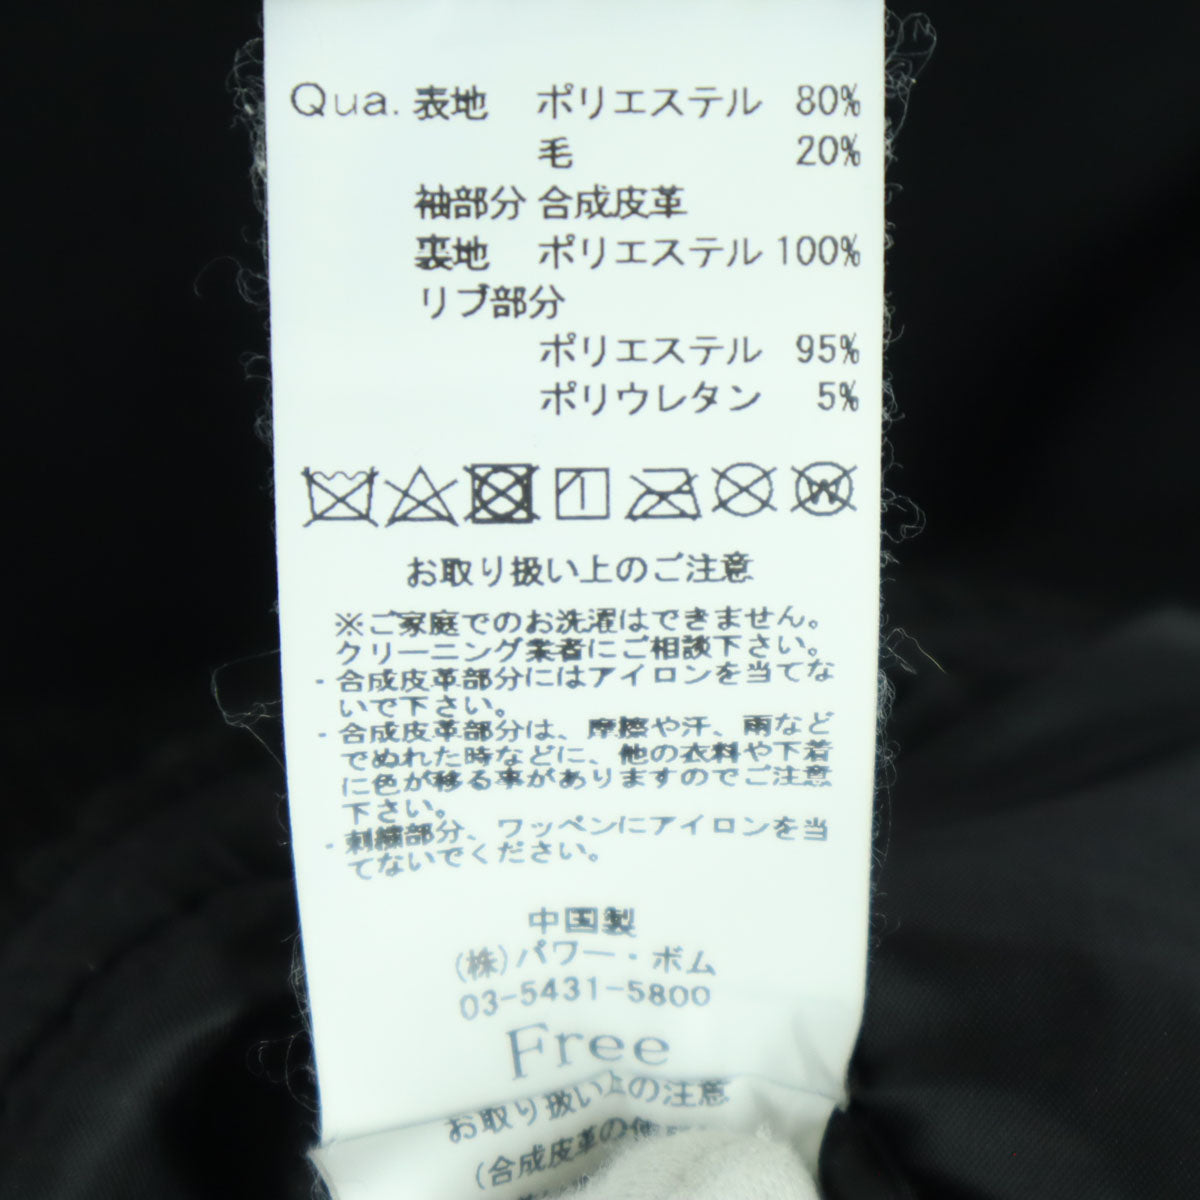 Qua. 表地 ポリエステル 80%
毛 20%
袖部分 合成皮革
裏地 ポリエステル 100%
リブ部分
ポリエステル 95%
ポリウレタン 5%
お取り扱い上のご注意
※ご家庭でのお洗濯はできません。
クリーニング業者にご相談下さい。
・合成皮革部分にはアイロンを当てな
いで下さい。
・合成皮革部分は、摩擦や汗、雨など
でぬれた時などに、他の衣料や下着
に色が移る事がありますのでご注意
下さい。
・刺繍部分、ワッペンにアイロンを当
てないでください。
中国製
(株)パワー・ボム
03-5431-5800
Free
お取り扱い上の注意
(合成皮革の使